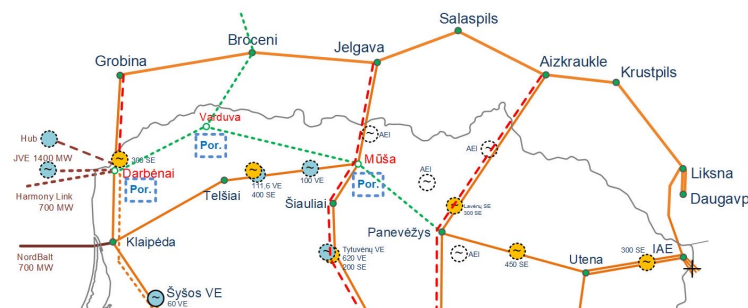 Salaspils
Broceni
Jelgava
Grobina
Aizkraukle
Krustpils
Varduva
Hub
AEI
Por.
AEI
JVE 1400 MW
300 SE
Mūša
Darbėnai
100 VE
AEI
Liksna
Por.
111,6 VE
400 SE
Por.
Harmony Link
700 MW
Telšiai
Daugavp
Šiauliai
Lavėnų SE
300 SE
Panevėžys
Klaipėda
NordBalt
700 MW
Tytuvėnų VE
620 VE
200 SE
AEI
450 SE
300 SE
IAE
Utena
Šyšos VE
60 VE